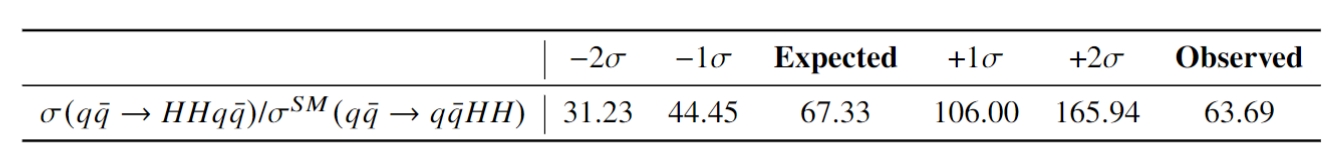 −2σ −1σ Expected +1σ +2σ Observed
σ(qq̄ → HHqq̄)/σ^SM(qq̄ → qq̄HH) 31.23 44.45 67.33 106.00 165.94 63.69